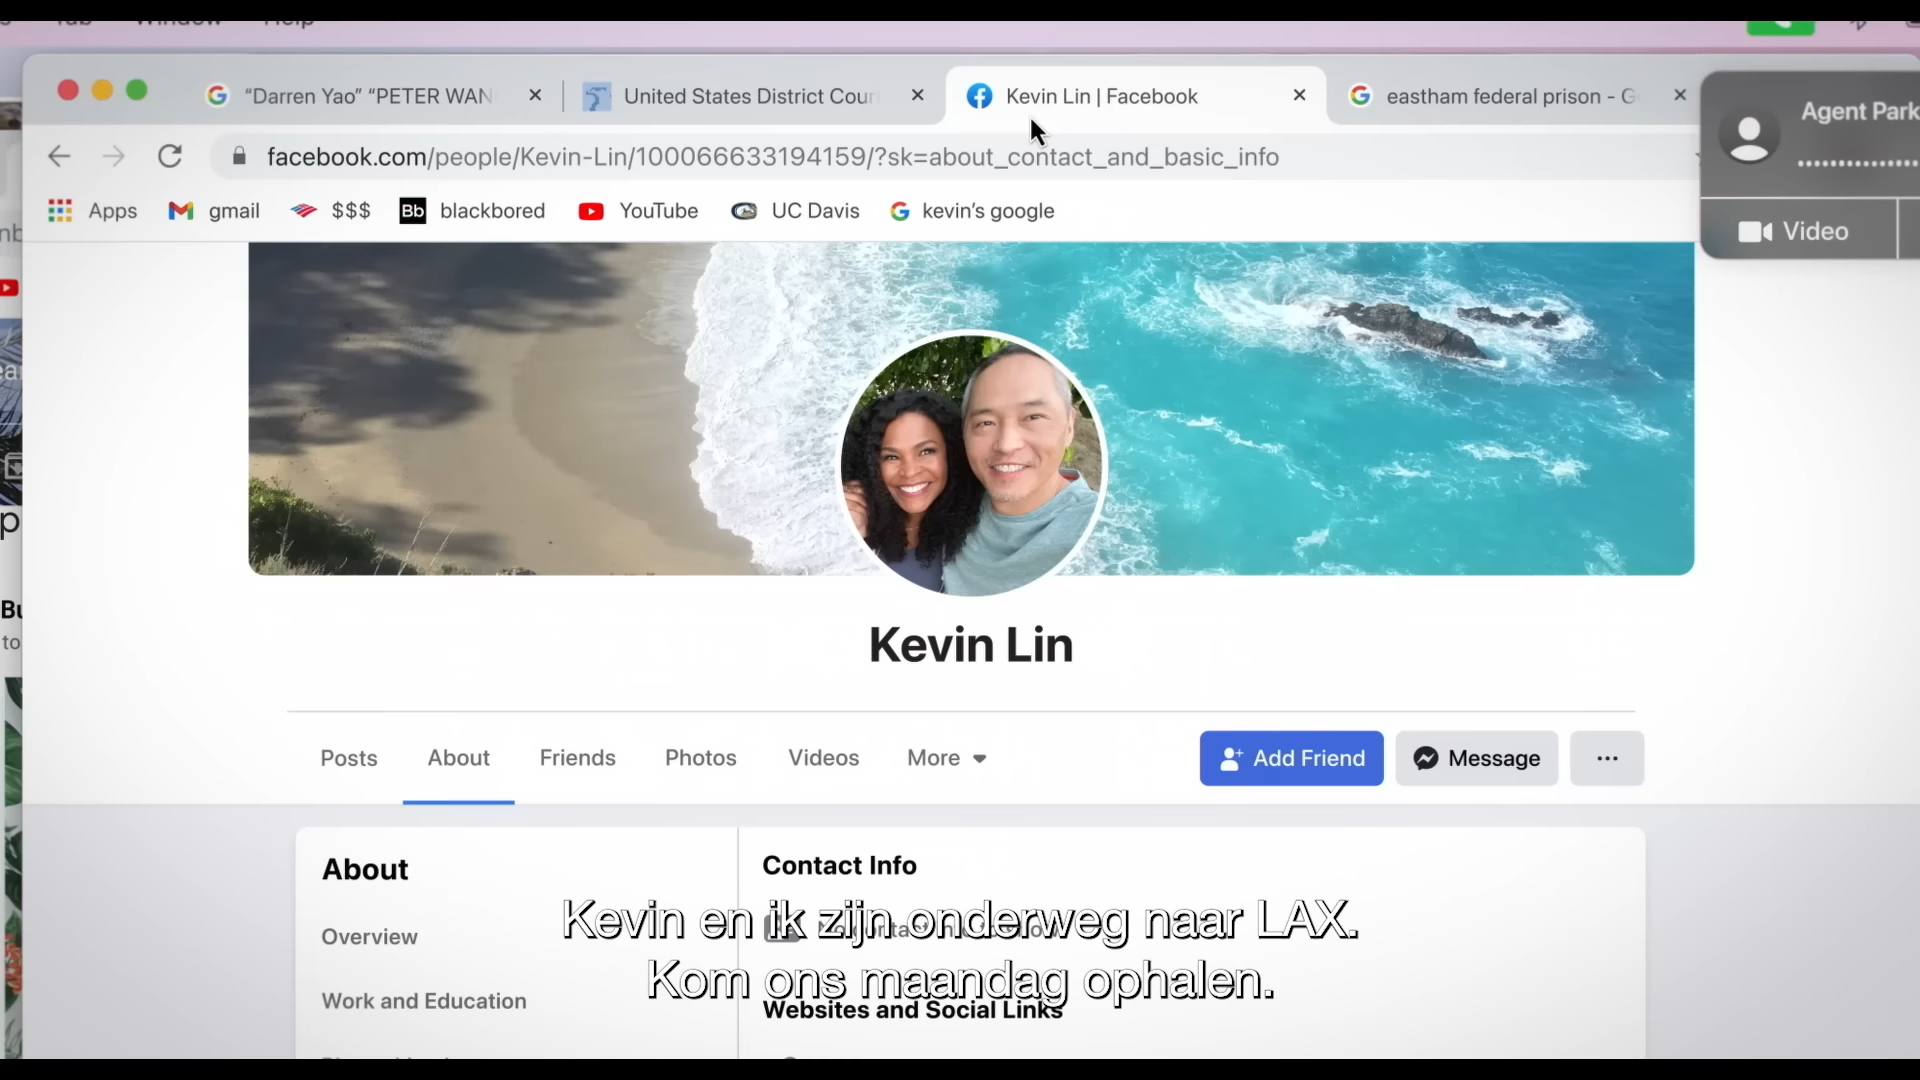 Window Help
"Darren Yao" "PETER WAN
United States District Cour
Kevin Lin | Facebook
eastham federal prison - G
Agent Park
facebook.com/people/Kevin-Lin/100066633194159/?sk=about_contact_and_basic_info
Apps gmail $$$ Bb blackbored YouTube UC Davis kevin's google
Video
Kevin Lin
Posts About Friends Photos Videos More
Add Friend Message ...
About
Contact Info
Kevin en ik zijn onderweg naar LAX.
Overview
Kom ons maandag ophalen.
Work and Education
Websites and Social Links